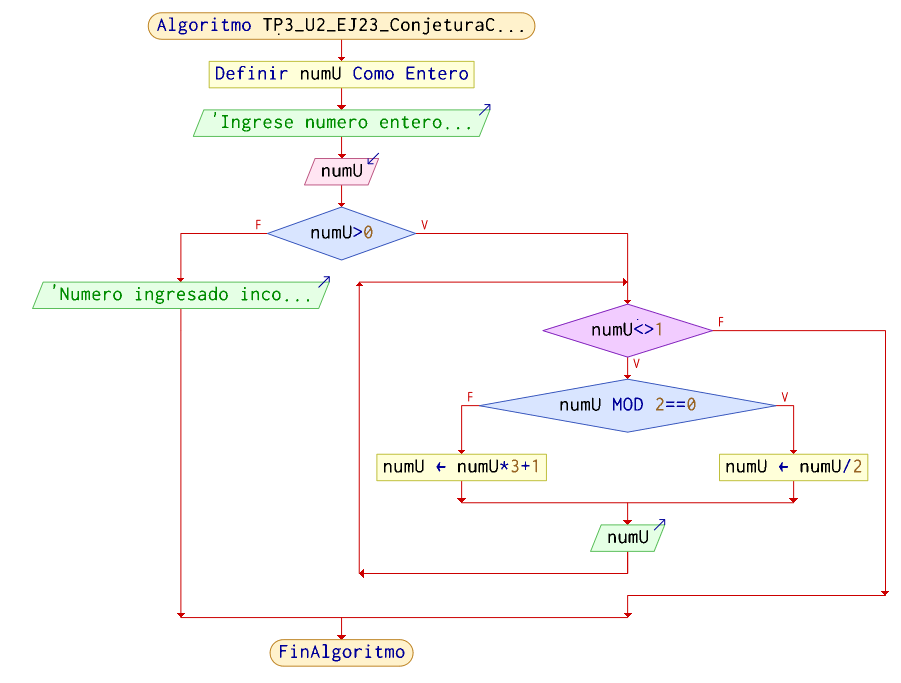 Algoritmo TP3_U2_EJ23_ConjeturaC...
Definir numU Como Entero
'Ingrese numero entero...
numU
numU>0
F
V
'Numero ingresado inco...
numU<>1
F
V
numU MOD 2==0
F
V
numU ← numU*3+1
numU ← numU/2
numU
FinAlgoritmo